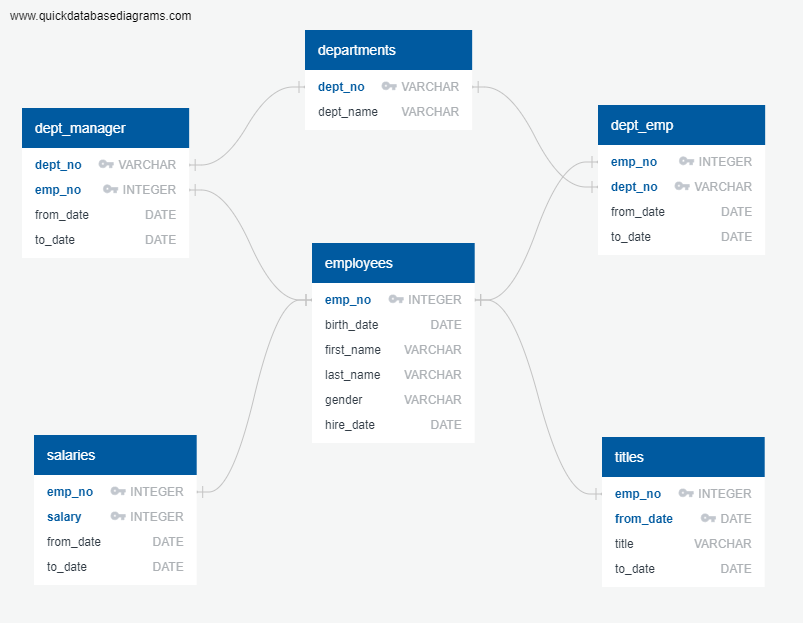 www.quickdatabasediagrams.com
departments
dept_no VARCHAR
dept_name VARCHAR
dept_manager
dept_no VARCHAR
emp_no INTEGER
from_date DATE
to_date DATE
dept_emp
emp_no INTEGER
dept_no VARCHAR
from_date DATE
to_date DATE
employees
emp_no INTEGER
birth_date DATE
first_name VARCHAR
last_name VARCHAR
gender VARCHAR
hire_date DATE
salaries
emp_no INTEGER
salary INTEGER
from_date DATE
to_date DATE
titles
emp_no INTEGER
from_date DATE
title VARCHAR
to_date DATE